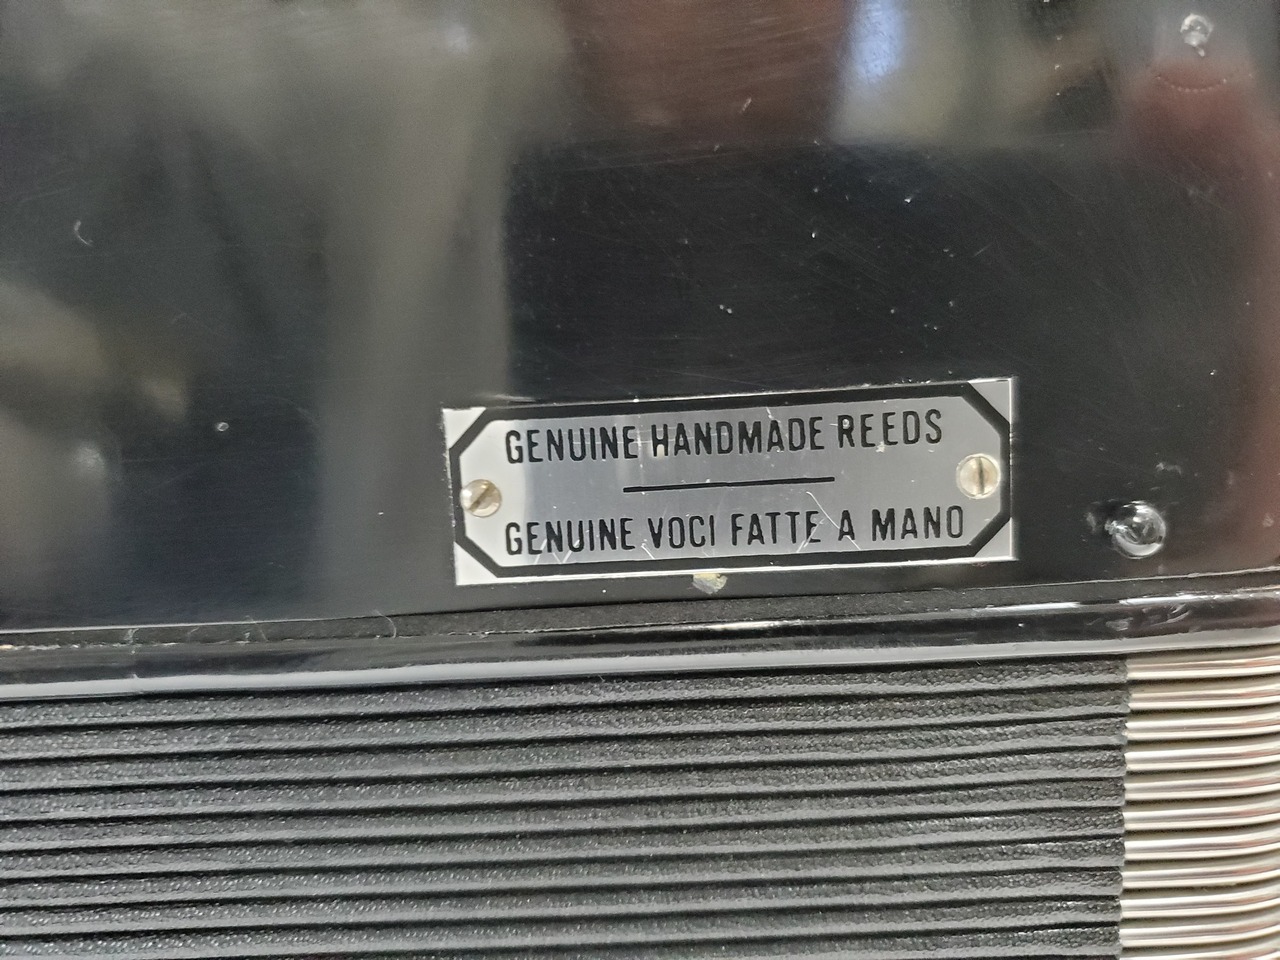 GENUINE HANDMADE REEDS
GENUINE VOCI FATTE A MANO